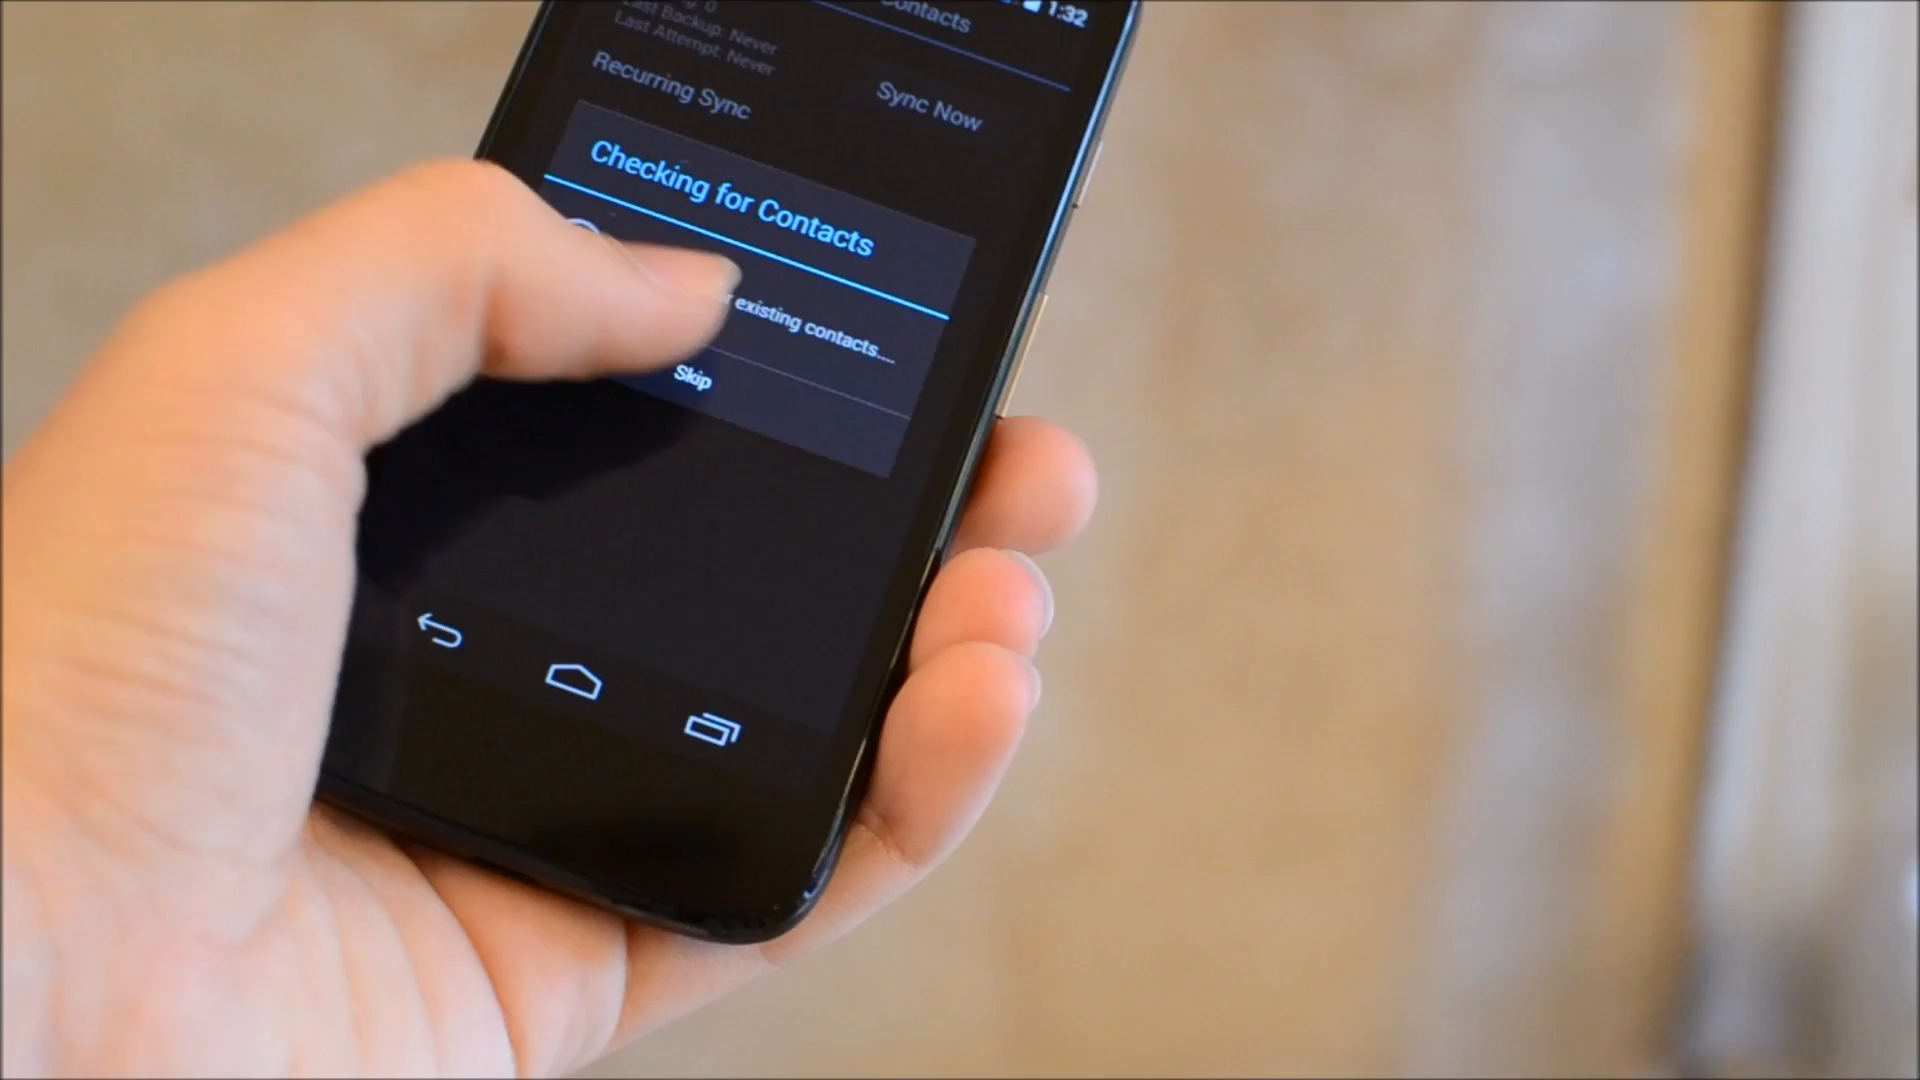 1:32
Contacts
0
Last Backup: Never
Last Attempt: Never
Recurring Sync
Sync Now
Checking for Contacts
existing contacts....
Skip